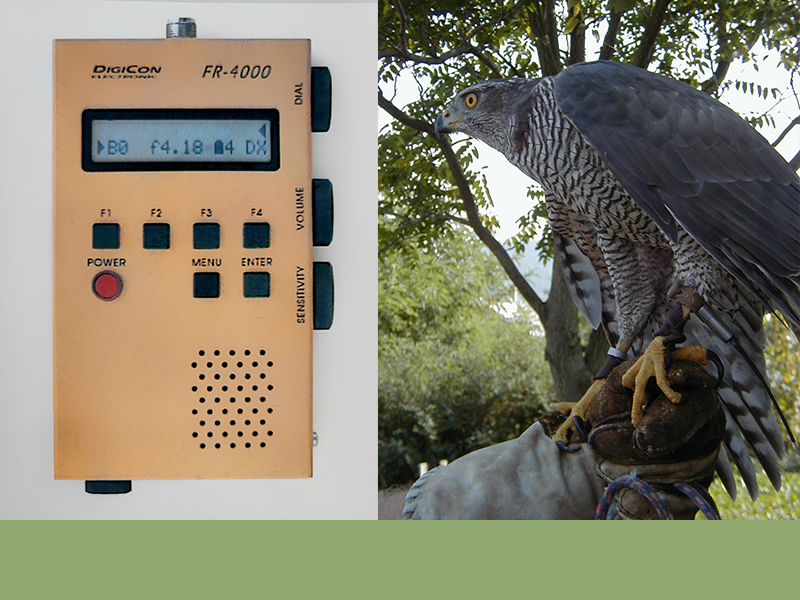 DIGICON
ELECTRONIC
FR-4000
DIAL
▶B0 f4.18 4 DX
VOLUME
F1 F2 F3 F4
POWER MENU ENTER
SENSITIVITY